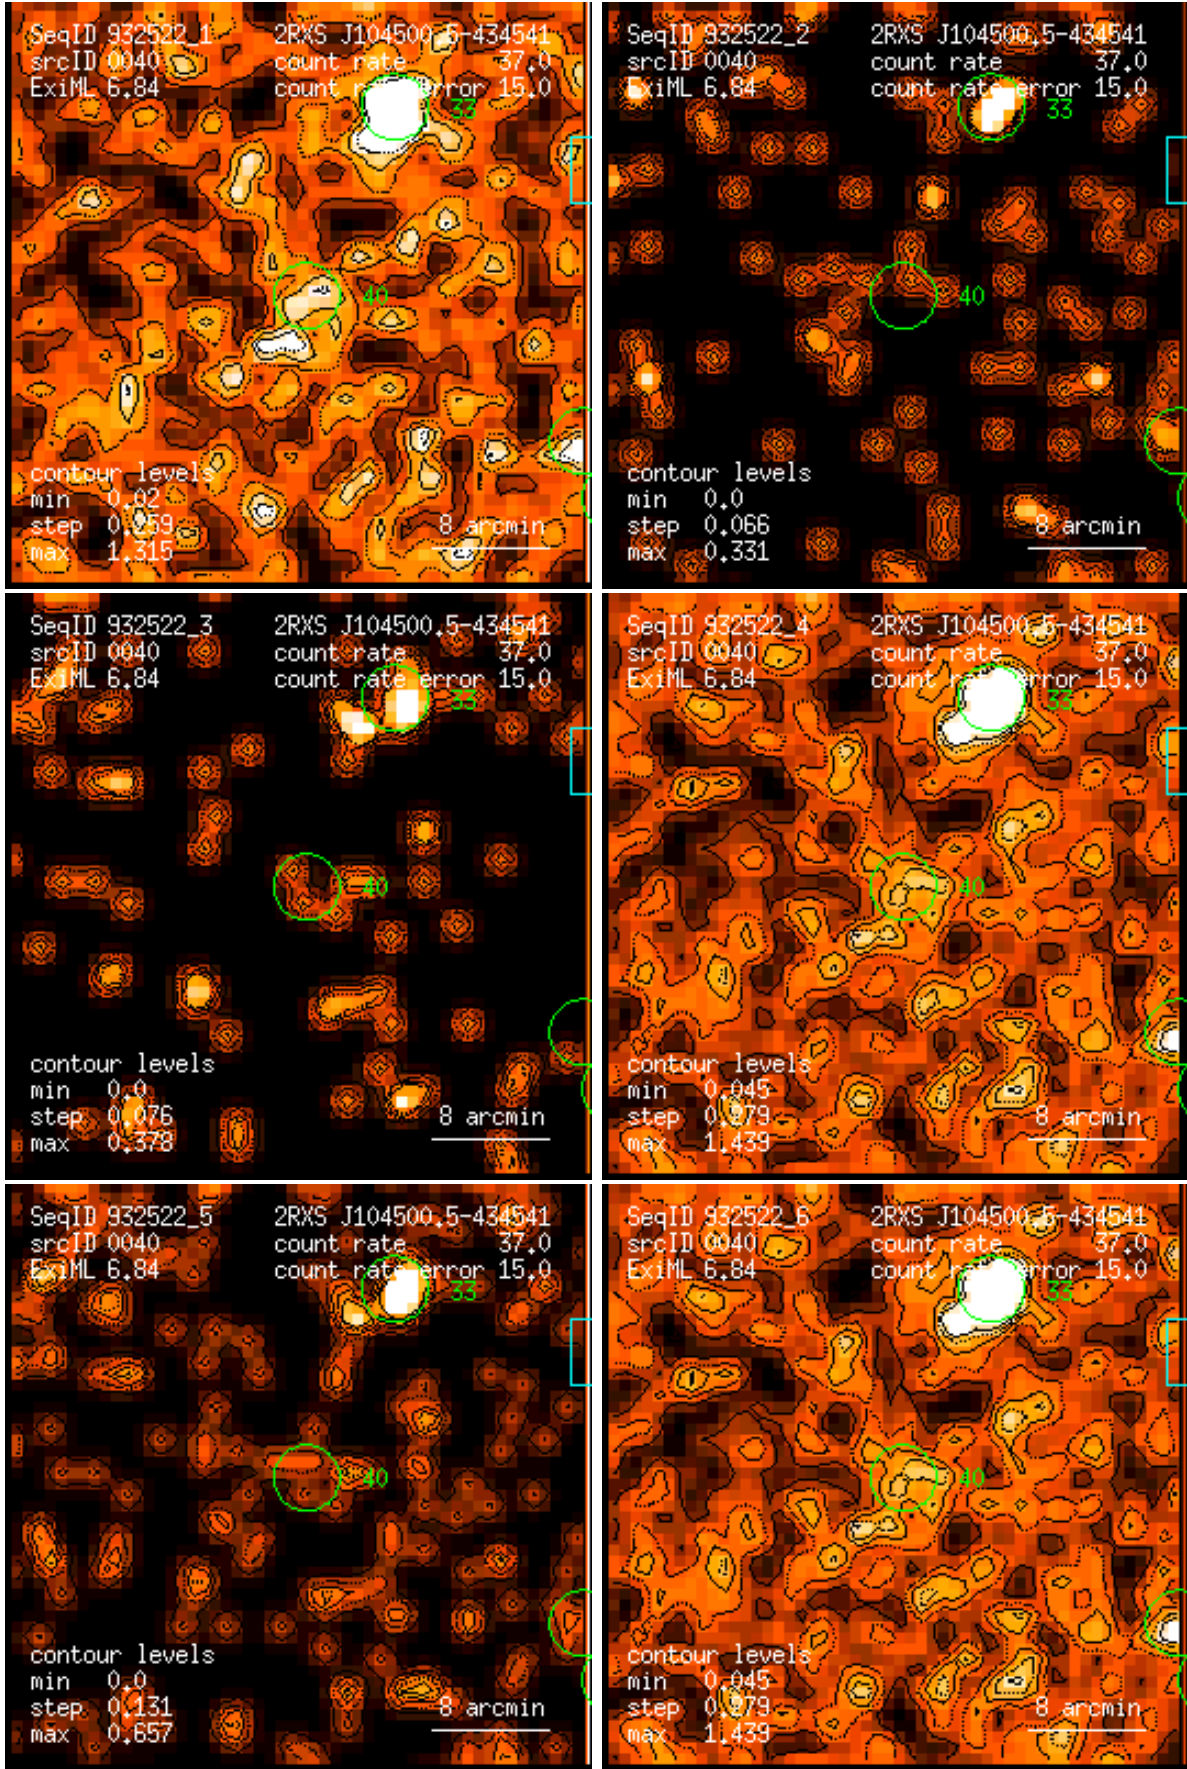 SeqID 932522_1 2RXS J104500.5-434541
srcID 0040 count rate 37.0
ExiML 6.84 count rate error 15.0
33
40
contour levels
min 0.02
step 0.259
max 1.315
8 arcmin
SeqID 932522_2 2RXS J104500.5-434541
srcID 0040 count rate 37.0
ExiML 6.84 count rate error 15.0
33
40
contour levels
min 0.0
step 0.066
max 0.331
8 arcmin
SeqID 932522_3 2RXS J104500.5-434541
srcID 0040 count rate 37.0
ExiML 6.84 count rate error 15.0
33
40
contour levels
min 0.0
step 0.076
max 0.378
8 arcmin
SeqID 932522_4 2RXS J104500.5-434541
srcID 0040 count rate 37.0
ExiML 6.84 count rate error 15.0
33
40
contour levels
min 0.045
step 0.279
max 1.439
8 arcmin
SeqID 932522_5 2RXS J104500.5-434541
srcID 0040 count rate 37.0
ExiML 6.84 count rate error 15.0
33
40
contour levels
min 0.0
step 0.131
max 0.657
8 arcmin
SeqID 932522_6 2RXS J104500.5-434541
srcID 0040 count rate 37.0
ExiML 6.84 count rate error 15.0
33
40
contour levels
min 0.045
step 0.279
max 1.439
8 arcmin